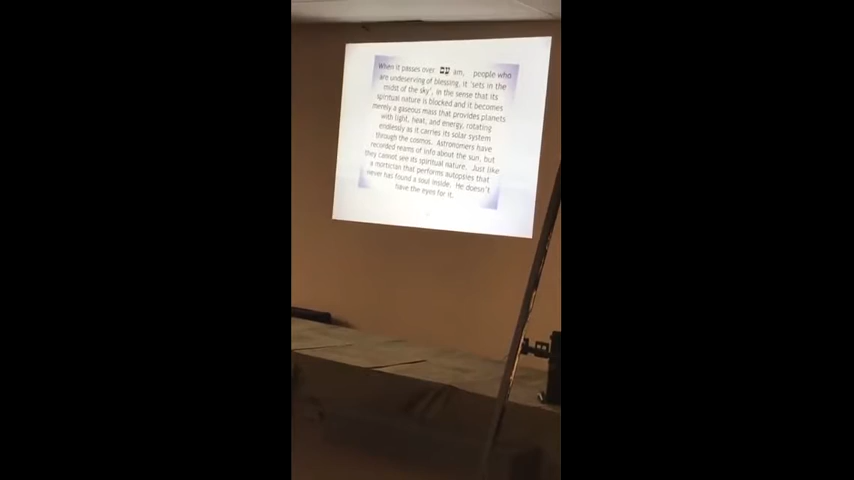 When it passes over עם am, people who
are undeserving of blessing, it 'sets in the
midst of the sky', in the sense that its
spiritual nature is blocked and it becomes
merely a gaseous mass that provides planets
with light, heat, and energy, rotating
endlessly as it carries its solar system
through the cosmos. Astronomers have
recorded reams of info about the sun, but
they cannot see its spiritual nature. Just like
a mortician that performs autopsies that
never has found a soul inside. He doesn't
have the eyes for it.